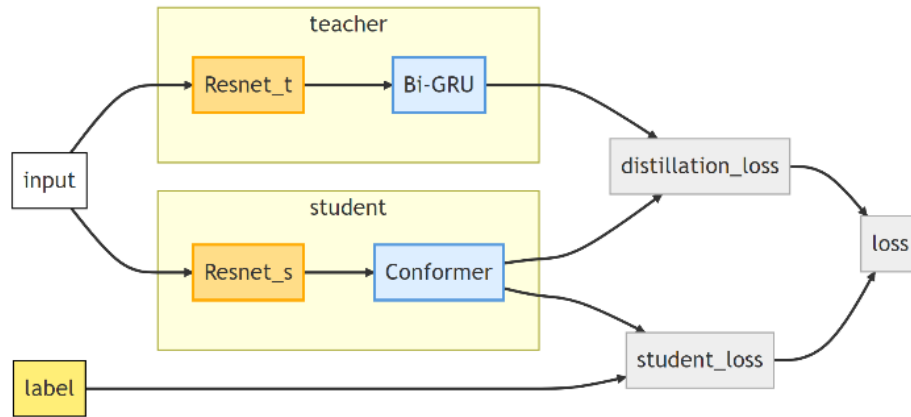 teacher
Resnet_t
Bi-GRU
distillation_loss
input
student
loss
Resnet_s
Conformer
student_loss
label